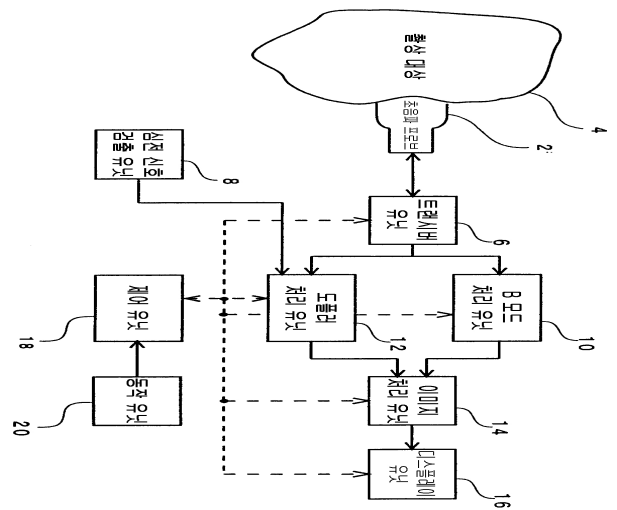 4
촬상 대상
2
초음파 프로브
6
트랜시버
유닛
10
B 모드
처리 유닛
14
이미지
처리 유닛
16
디스플레이
유닛
12
도플러
처리 유닛
8
심전 신호
검출 유닛
18
제어
유닛
20
동작 유닛